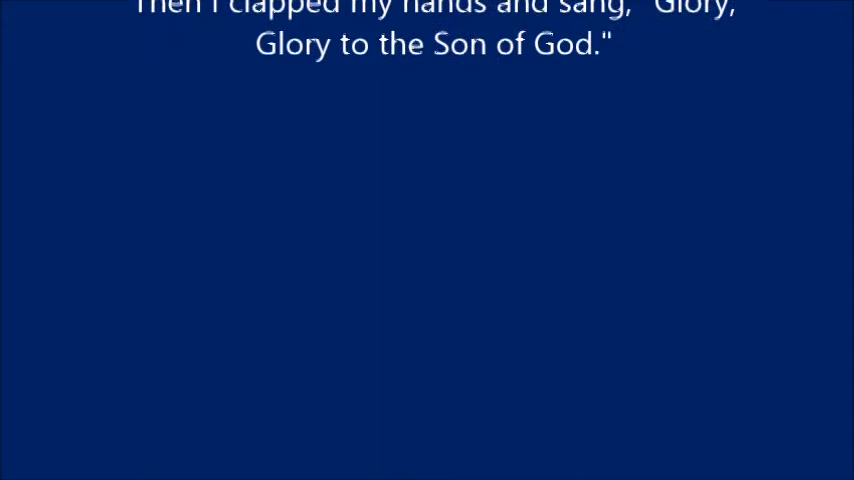 Then I clapped my hands and sang, "Glory,
Glory to the Son of God."